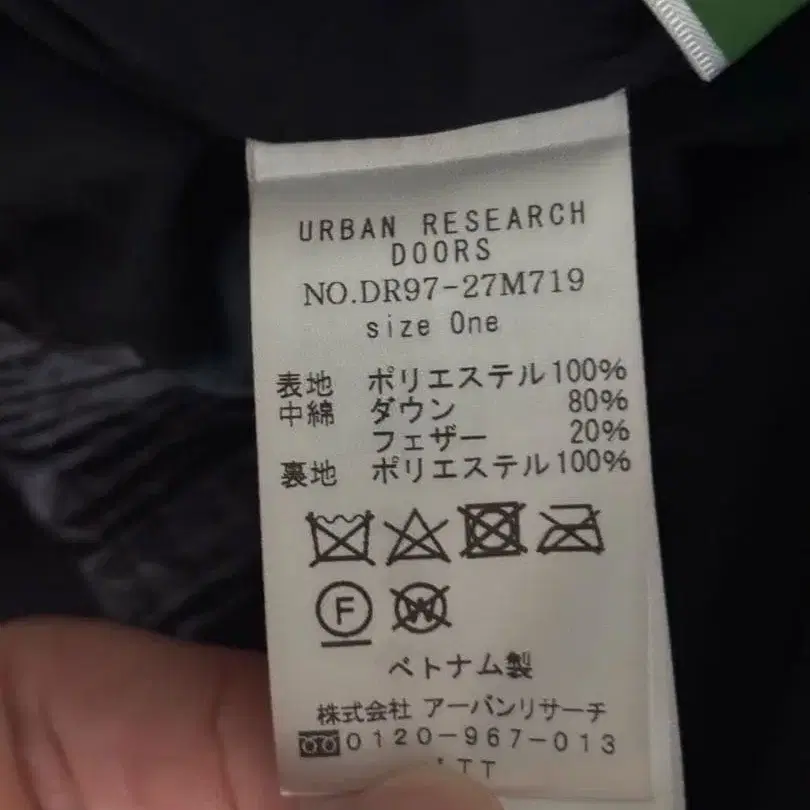 URBAN RESEARCH
DOORS
NO.DR97-27M719
size One
表地 ポリエステル100%
中綿 ダウン 80%
フェザー 20%
裏地 ポリエステル100%
F
W
ベトナム製
株式会社 アーバンリサーチ
0120-967-013
TT